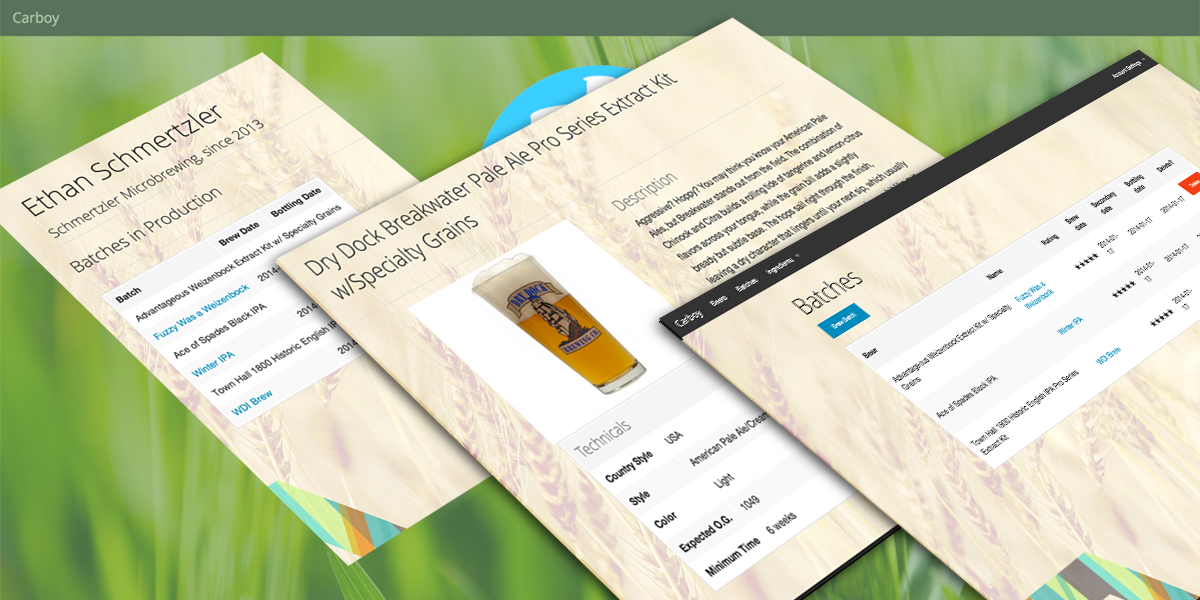 Carboy
Ethan Schmertzler
Schmertzler Microbrewing, since 2013
Batches in Production
Batch
Brew Date
Bottling Date
Advantageous Weizenbock Extract Kit w/ Specialty Grains
Fuzzy Was a Weizenbock
2014-
Ace of Spades Black IPA
Winter IPA
2014
Town Hall 1800 Historic English IP
WDI Brew
2014
Dry Dock Breakwater Pale Ale Pro Series Extract Kit
w/Specialty Grains
Description
Aggressive? Hoppy? You may think you know your American Pale
Ales, but Breakwater stands out from the field. The combination of
Chinook and Citra builds a rolling tide of tangerine and lemon-citrus
flavors across your tongue, while the grain bill adds a slightly
bready but subtle base. The hops sail right through the finish,
leaving a dry character that lingers until your next sip, which usually
DRY DOCK
BREWING CO.
Technicals
Country Style
USA
Style
American Pale Ale/Cream
Color
Light
Expected O.G.
1049
Minimum Time
6 weeks
Carboy
Beers
Batches
Ingredients
Account Settings
Batches
Brew Batch
Beer
Name
Rating
Brew
date
Secondary
date
Bottling
date
Delete?
Advantageous Weizenbock Extract Kit w/ Specialty
Grains
Fuzzy Was a
Weizenbock
★★★★★
2014-01-
17
2014-01-17
2014-01-17
Ace of Spades Black IPA
Winter IPA
★★★★★
2014-01-
17
2014-01-17
2014-01-17
Town Hall 1800 Historic English IPA Pro Series
Extract Kit
WDI Brew
★★★★★
2014-01-
17